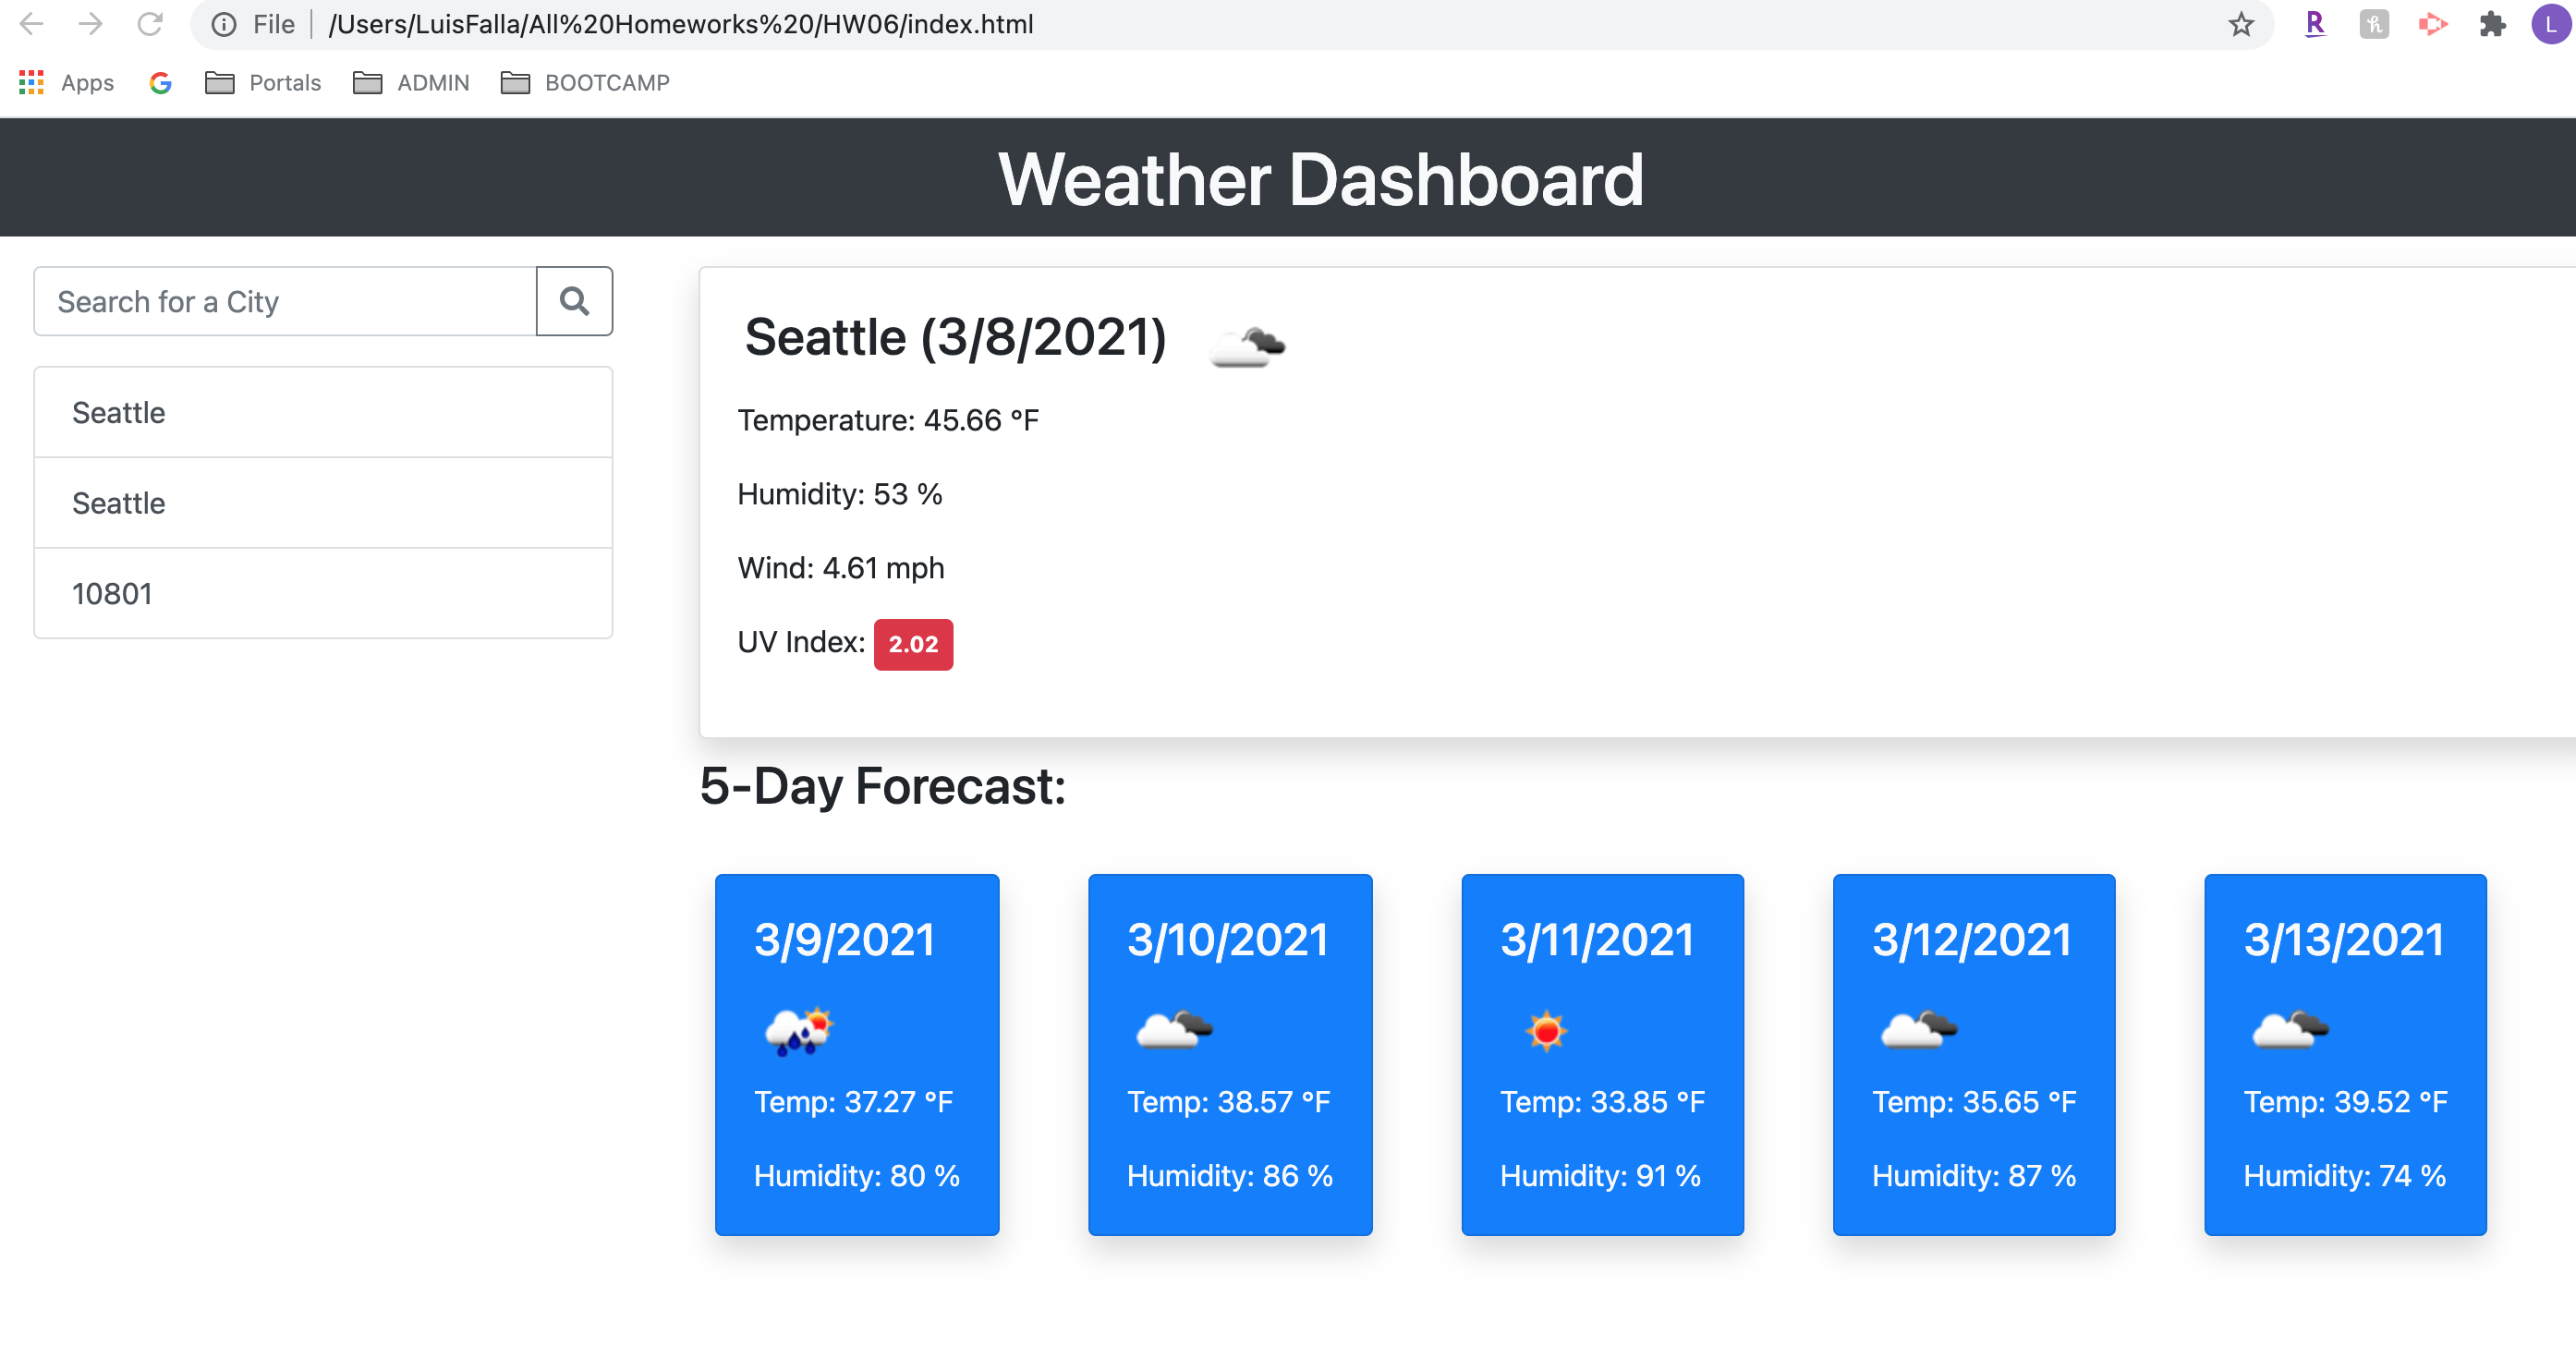 File /Users/LuisFalla/All%20Homeworks%20/HW06/index.html
R
h
L
Apps
G
Portals
ADMIN
BOOTCAMP
Weather Dashboard
Search for a City
Seattle
Seattle
10801
Seattle (3/8/2021)
Temperature: 45.66 °F
Humidity: 53 %
Wind: 4.61 mph
UV Index: 2.02
5-Day Forecast:
3/9/2021
Temp: 37.27 °F
Humidity: 80 %
3/10/2021
Temp: 38.57 °F
Humidity: 86 %
3/11/2021
Temp: 33.85 °F
Humidity: 91 %
3/12/2021
Temp: 35.65 °F
Humidity: 87 %
3/13/2021
Temp: 39.52 °F
Humidity: 74 %